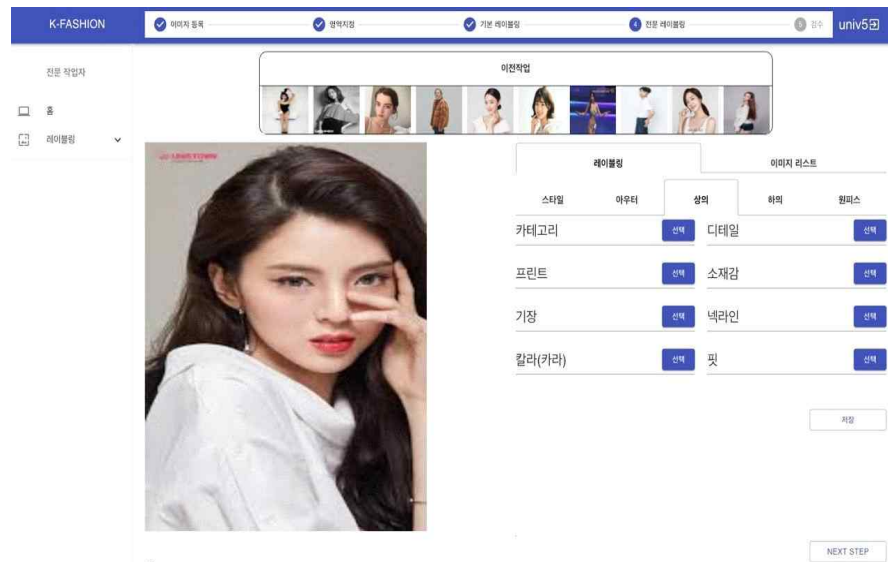 K-FASHION
이미지 등록
영역지정
기본 레이블링
4 전문 레이블링
5 검수
univ5
전문 작업자
홈
레이블링
이전작업
레이블링 이미지 리스트
스타일 아우터 상의 하의 원피스
카테고리 선택 디테일 선택
프린트 선택 소재감 선택
기장 선택 넥라인 선택
칼라(카라) 선택 핏 선택
저장
NEXT STEP